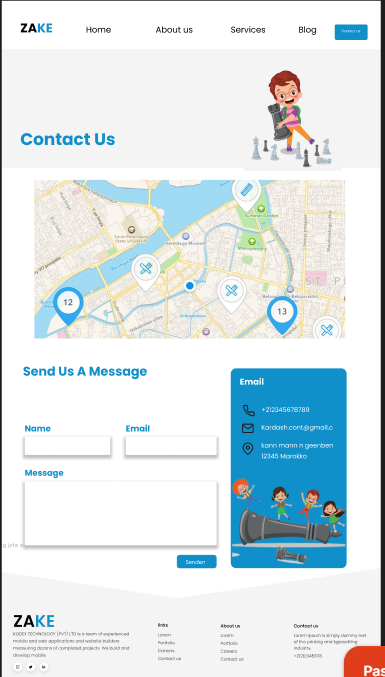 ZAKE
Home
About us
Services
Blog
Contact us
Contact Us
Hermitage Museum
12
13
Send Us A Message
Email
+212345678789
Kardash.cont@gmail.c
kann mann n geenben
12345 Marokko
Name
Email
Message
Senden
ZAKE
KODEX TECHNOLOGY (PVT) LTD is a team of experienced
mobile and web applications and website builders
measuring dozens of completed projects. We build and
develop mobile
links
Lorem
Portfolio
Careers
Contact us
About us
Lorem
Portfolio
Careers
Contact us
Contact us
Lorem Ipsum is simply dummy text
of the printing and typesetting
industry.
+21212345678
Pas